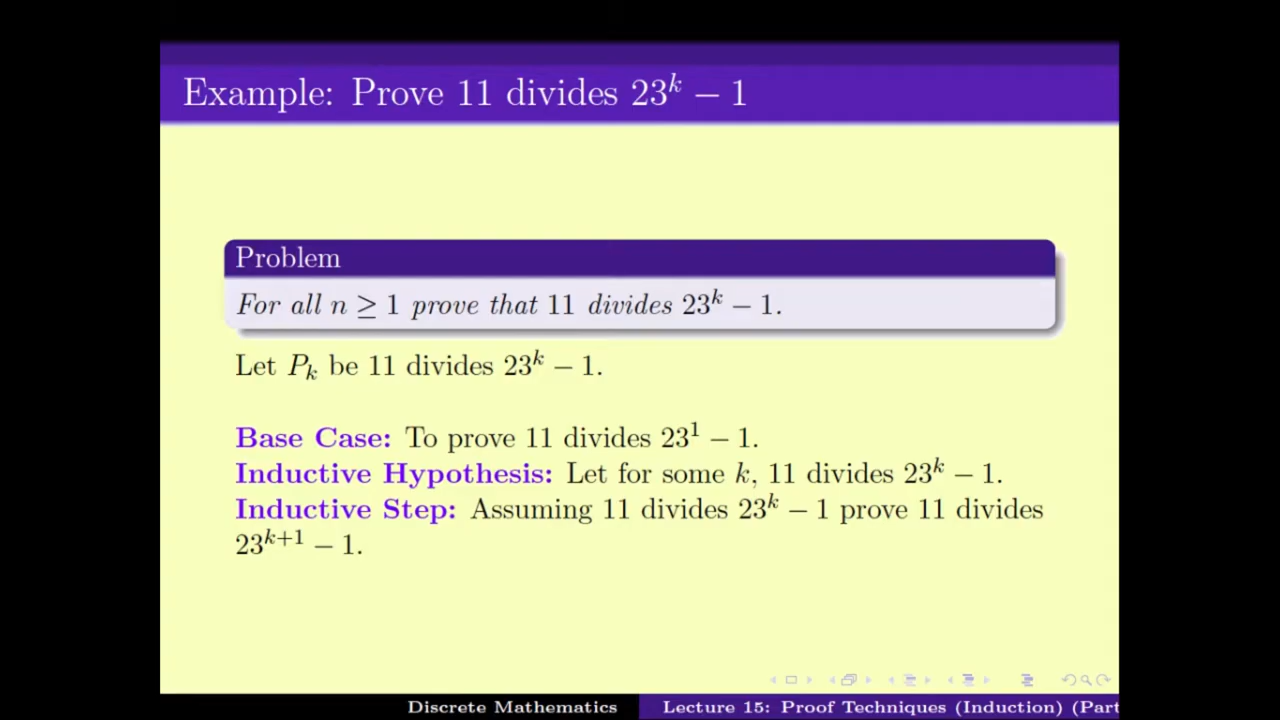 Example: Prove 11 divides 23^k − 1
Problem
For all n ≥ 1 prove that 11 divides 23^k − 1.
Let P_k be 11 divides 23^k − 1.
Base Case: To prove 11 divides 23^1 − 1.
Inductive Hypothesis: Let for some k, 11 divides 23^k − 1.
Inductive Step: Assuming 11 divides 23^k − 1 prove 11 divides
23^{k+1} − 1.
Discrete Mathematics
Lecture 15: Proof Techniques (Induction) (Part